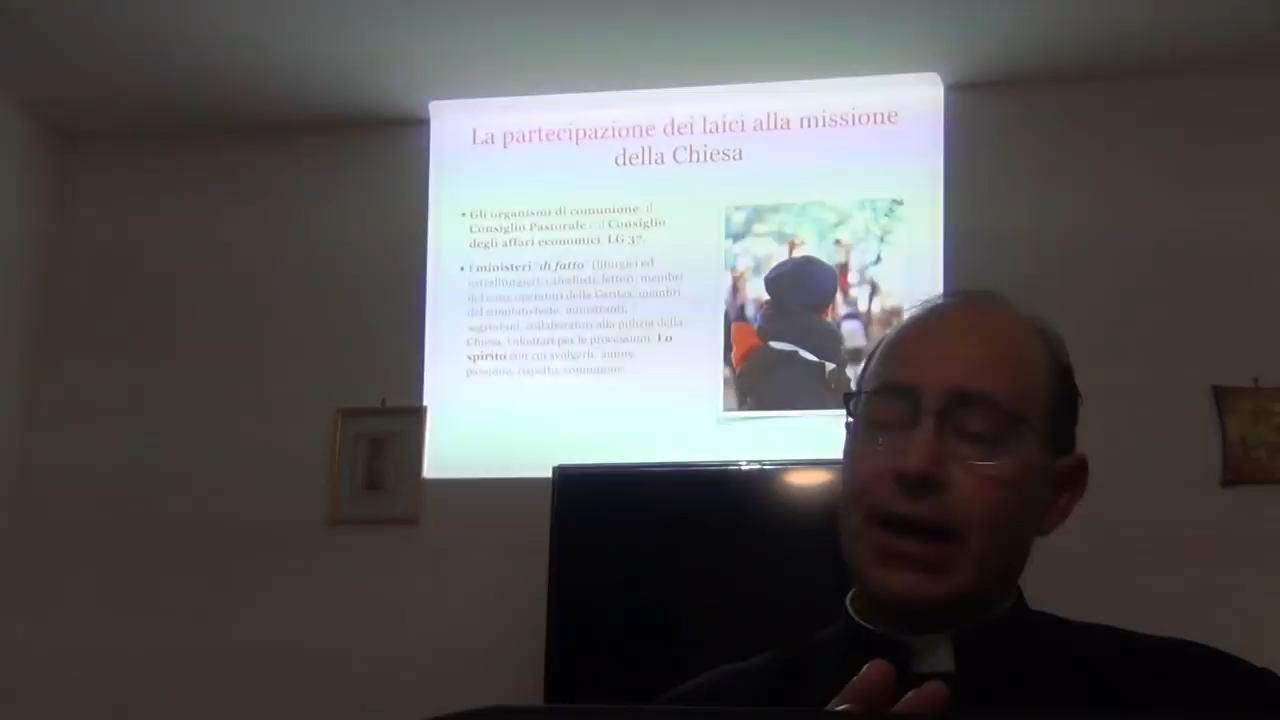 La partecipazione dei laici alla missione
della Chiesa
• Gli organismi di comunione: il
Consiglio Pastorale e il Consiglio
degli affari economici. LG 37.
• I ministeri "di fatto" (liturgici ed
extraliturgici: catechisti, lettori, membri
del coro, operatori della Caritas, membri
del comitato feste, ministranti,
segretari, collaboratori alla pulizia della
Chiesa, volontari per le processioni. Lo
spirito con cui svolgerli: amore,
passione, rispetto, comunione.